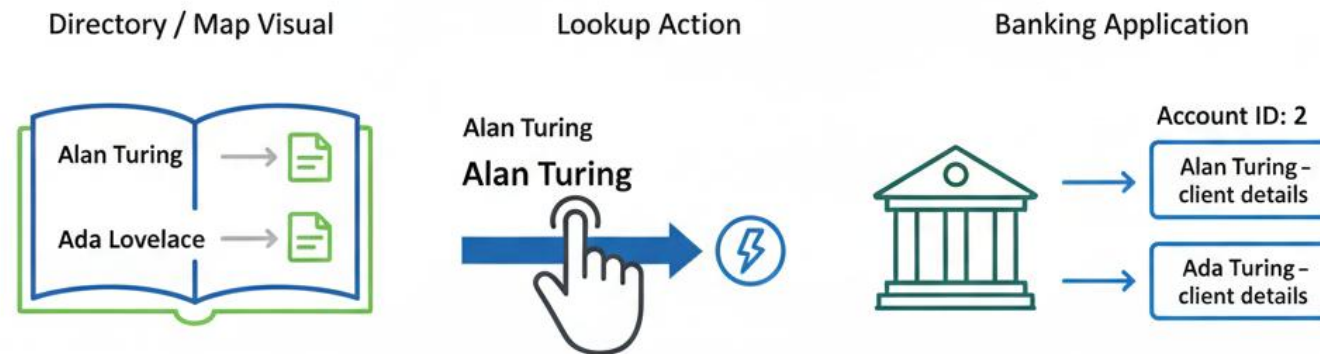 Directory / Map Visual
Alan Turing
Ada Lovelace
Lookup Action
Alan Turing
Alan Turing
Banking Application
Account ID: 2
Alan Turing –
client details
Ada Turing –
client details